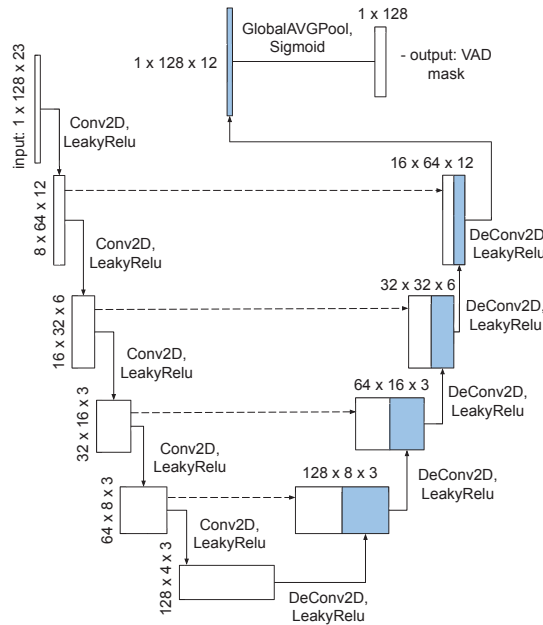 1 x 128
GlobalAVGPool,
Sigmoid
1 x 128 x 12
- output: VAD
mask
input: 1 x 128 x 23
Conv2D,
LeakyRelu
16 x 64 x 12
8 x 64 x 12
Conv2D,
LeakyRelu
DeConv2D,
LeakyRelu
32 x 32 x 6
16 x 32 x 6
Conv2D,
LeakyRelu
DeConv2D,
LeakyRelu
64 x 16 x 3
32 x 16 x 3
Conv2D,
LeakyRelu
DeConv2D,
LeakyRelu
128 x 8 x 3
64 x 8 x 3
Conv2D,
LeakyRelu
DeConv2D,
LeakyRelu
128 x 4 x 3
DeConv2D,
LeakyRelu